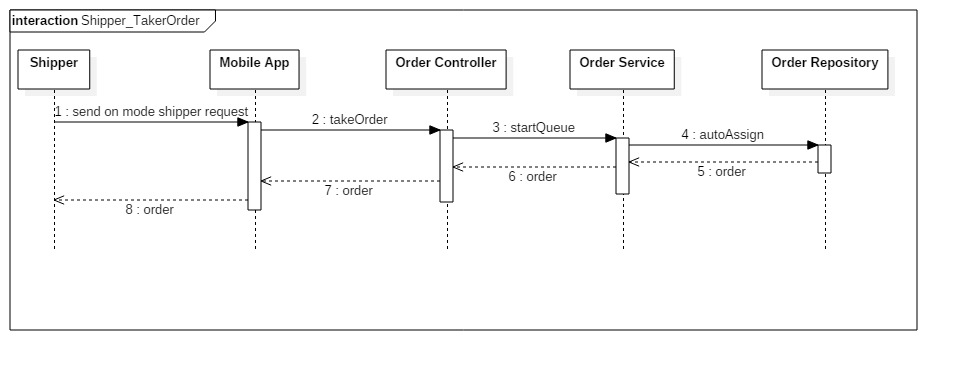 interaction Shipper_TakerOrder
Shipper
Mobile App
Order Controller
Order Service
Order Repository
1 : send on mode shipper request
2 : takeOrder
3 : startQueue
4 : autoAssign
5 : order
6 : order
7 : order
8 : order